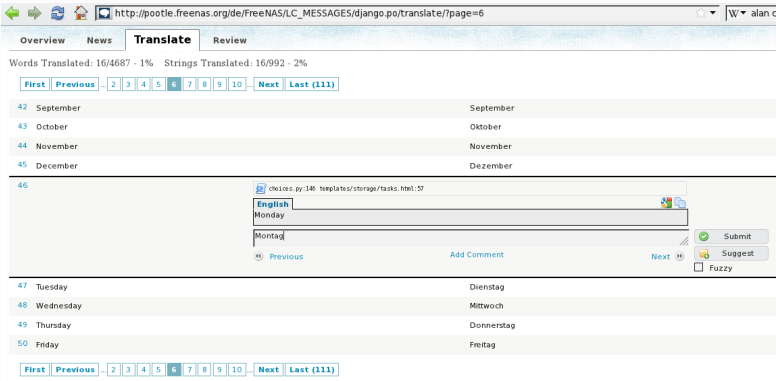 http://pootle.freenas.org/de/FreeNAS/LC_MESSAGES/django.po/translate/?page=6 W alan c
Overview News Translate Review
Words Translated: 16/4687 - 1% Strings Translated: 16/992 - 2%
First Previous ... 2 3 4 5 6 7 8 9 10 ... Next Last (111)
42 September September
43 October Oktober
44 November November
45 December Dezember
46
choices.py:146 templates/storage/tasks.html:57
English
Monday
Montag
Submit
Previous Add Comment Next
Suggest
Fuzzy
47 Tuesday Dienstag
48 Wednesday Mittwoch
49 Thursday Donnerstag
50 Friday Freitag
First Previous ... 2 3 4 5 6 7 8 9 10 ... Next Last (111)